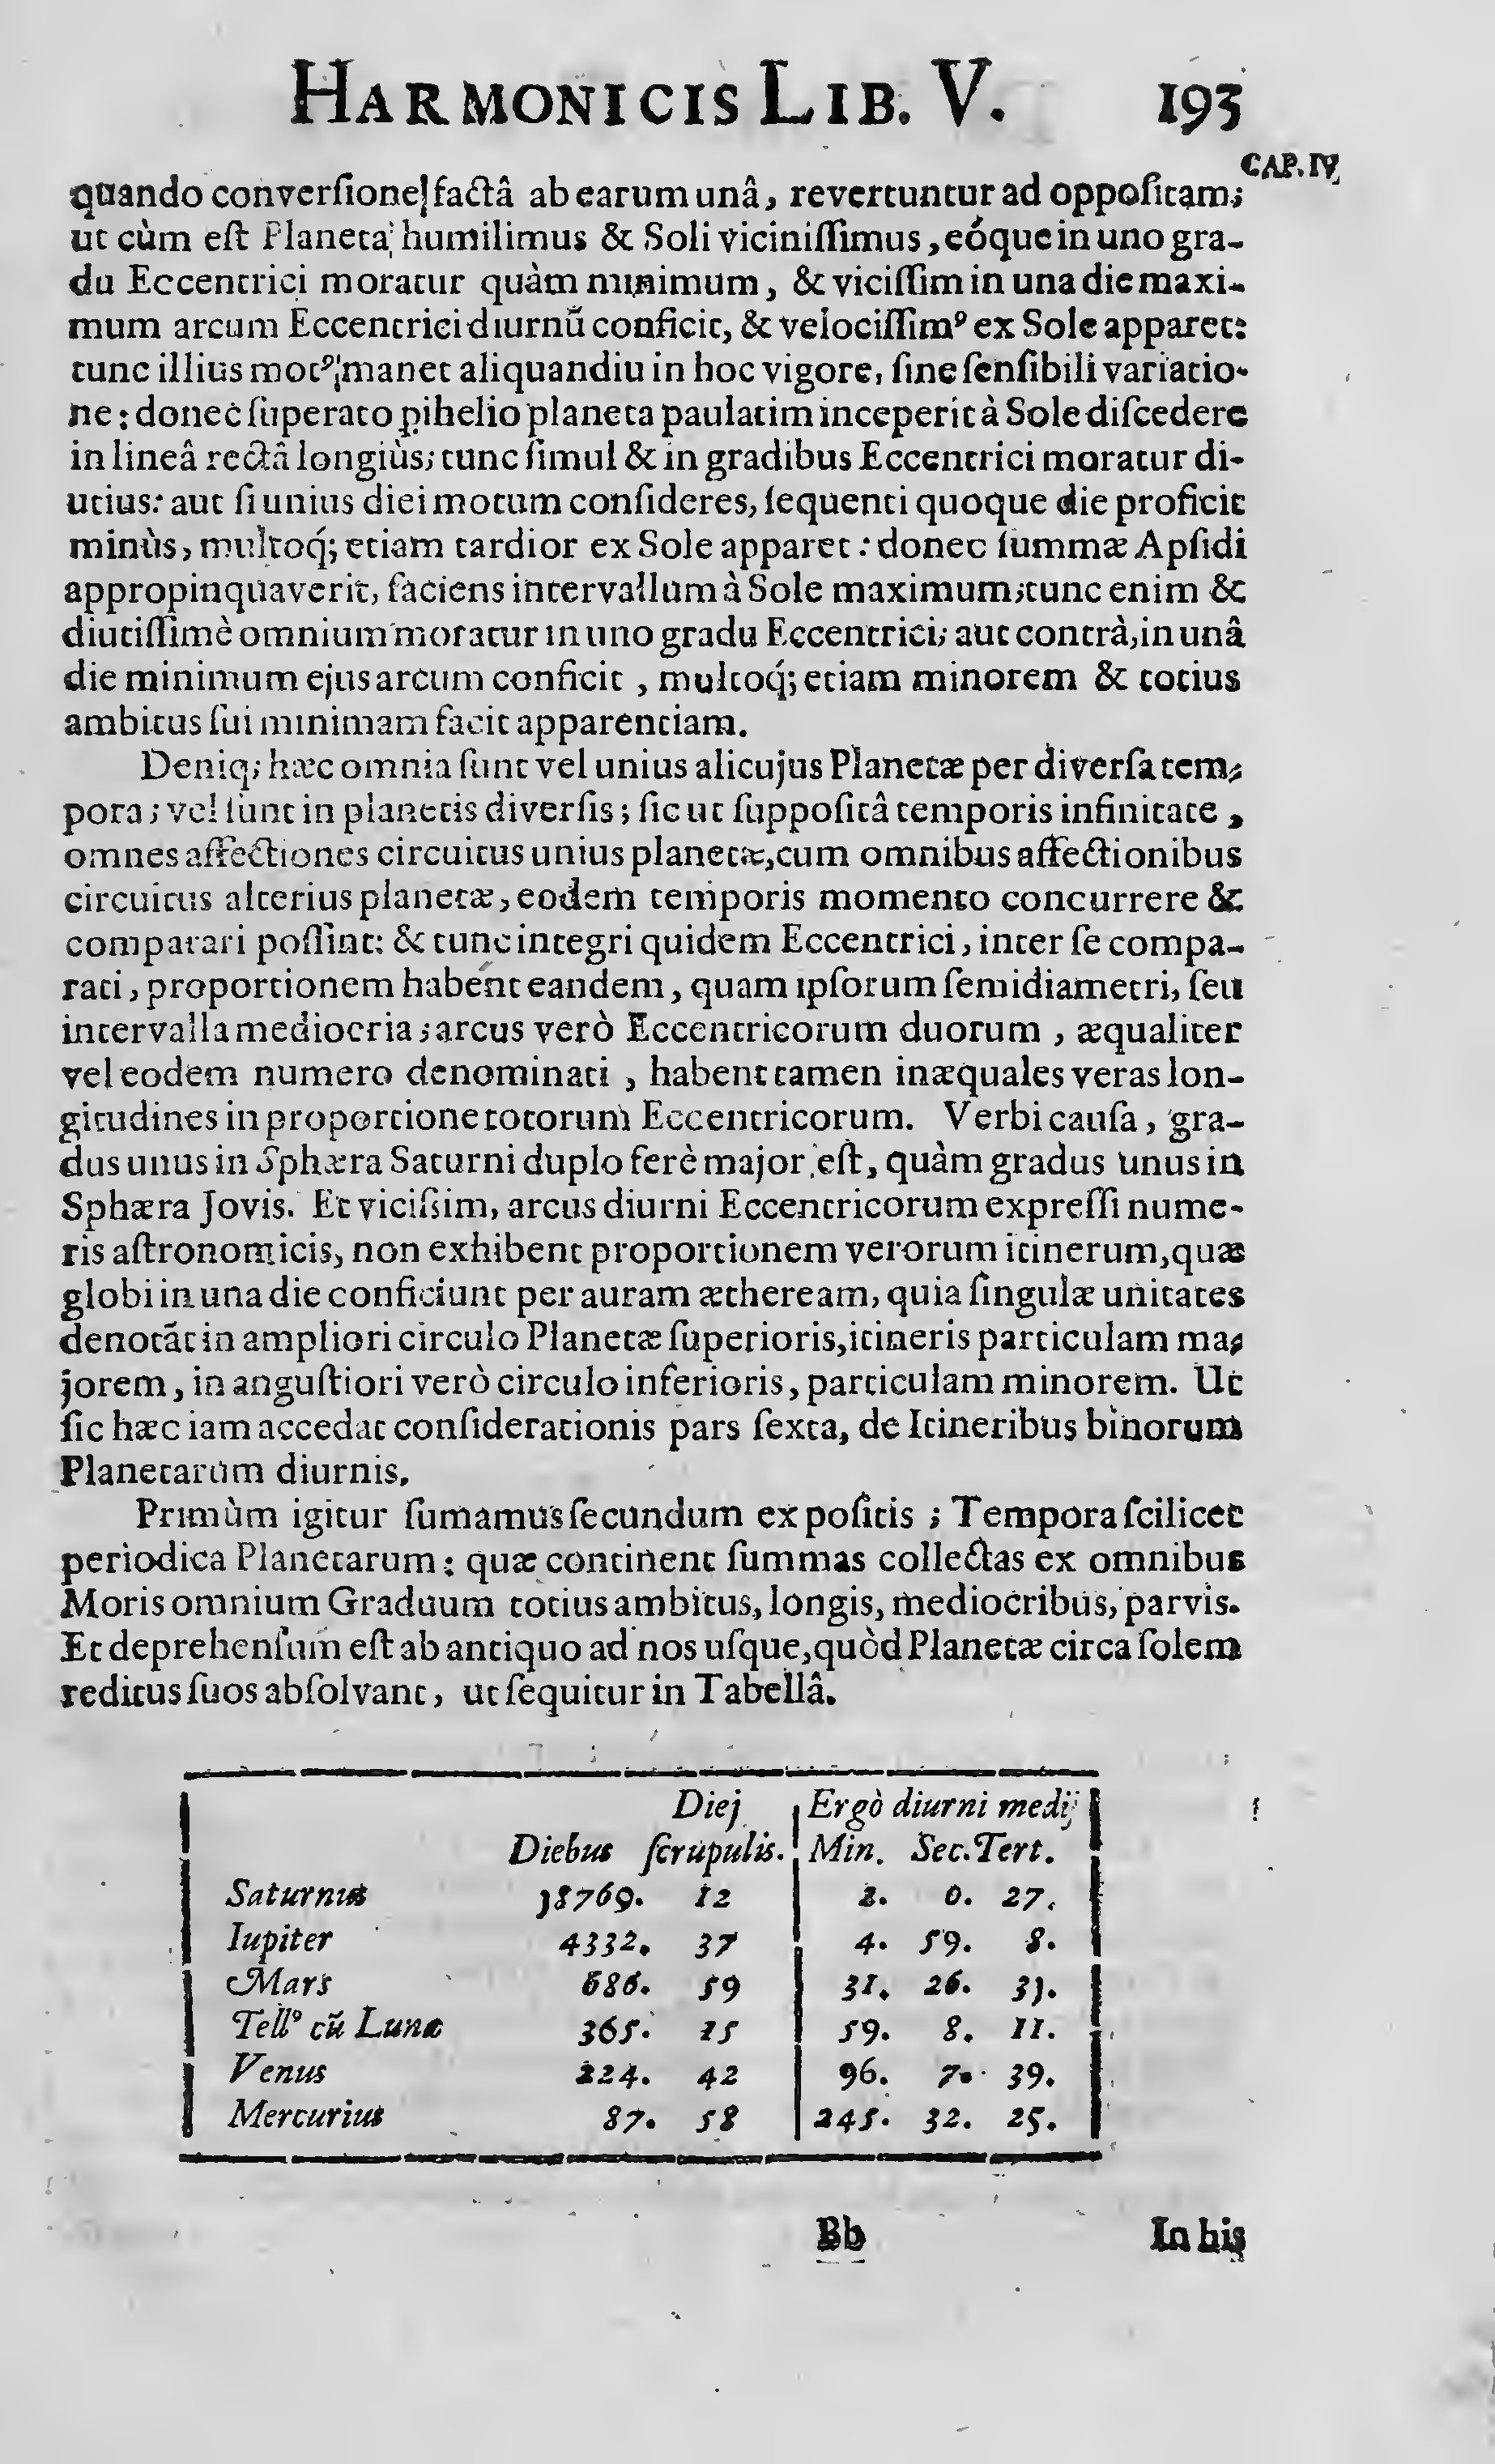 HARMONICIS LIB. V. 193
CAP. IV.
quando converſione factâ ab earum unâ, revertuntur ad oppoſitam;
ut cùm eſt Planeta humilimus & Soli viciniſſimus, eóque in uno gra-
du Eccentrici moratur quàm minimum, & viciſſim in una die maxi-
mum arcum Eccentrici diurnū conficit, & velociſſimꝰ ex Sole apparet:
tunc illius motꝰ manet aliquandiu in hoc vigore, ſine ſenſibili variatio-
ne: donec ſuperato ꝑihelio planeta paulatim inceperit à Sole diſcedere
in lineâ rectâ longiùs; tunc ſimul & in gradibus Eccentrici moratur di-
utius: aut ſi unius diei motum conſideres, ſequenti quoque die proficit
minùs, multoq́; etiam tardior ex Sole apparet: donec ſummæ Apſidi
appropinquaverit, faciens intervallum à Sole maximum; tunc enim &
diutiſſimè omnium moratur in uno gradu Eccentrici; aut contrà, in unâ
die minimum ejus arcum conficit, multoq́; etiam minorem & totius
ambitus ſui minimam facit apparentiam.
Deniq; hæc omnia ſunt vel unius alicujus Planetæ per diverſa tem-
pora; vel ſunt in planetis diverſis; ſic ut ſuppoſitâ temporis infinitate,
omnes affectiones circuitus unius planetæ, cum omnibus affectionibus
circuitus alterius planetæ, eodem temporis momento concurrere &
comparari poſſint: & tunc integri quidem Eccentrici, inter ſe compa-
rati, proportionem habent eandem, quam ipſorum ſemidiametri, ſeu
intervalla mediocria; arcus verò Eccentricorum duorum, æqualiter
vel eodem numero denominati, habent tamen inæquales veras lon-
gitudines in proportione totorum Eccentricorum. Verbi cauſa, gra-
dus unus in Sphæra Saturni duplo ferè major eſt, quàm gradus unus in
Sphæra Jovis. Et viciſsim, arcus diurni Eccentricorum expreſſi nume-
ris aſtronomicis, non exhibent proportionem verorum itinerum, quæ
globi in una die conficiunt per auram ætheream, quia ſingulæ unitates
denotāt in ampliori circulo Planetæ ſuperioris, itineris particulam ma-
jorem, in anguſtiori verò circulo inferioris, particulam minorem. Ut
ſic hæc iam accedat conſiderationis pars ſexta, de Itineribus binorum
Planetarum diurnis.
Primùm igitur ſumamus ſecundum expoſitis; Tempora ſcilicet
periodica Planetarum: quæ continent ſummas collectas ex omnibus
Moris omnium Graduum totius ambitus, longis, mediocribus, parvis.
Et deprehenſum eſt ab antiquo ad nos uſque, quòd Planetæ circa ſolem
reditus ſuos abſolvant, ut ſequitur in Tabellâ.
Diej Ergò diurni medij
Diebus ſcrupulis. Min. Sec. Tert.
Saturnus 18769. 12 2. 0. 27.
Iupiter 4332. 37 4. 59. 8.
Mars 686. 59 31. 26. 31.
Tellꝰ cū Luna 365. 15 59. 8. 11.
Venus 224. 42 96. 7. 39.
Mercurius 87. 58 245. 32. 25.
Bb In his